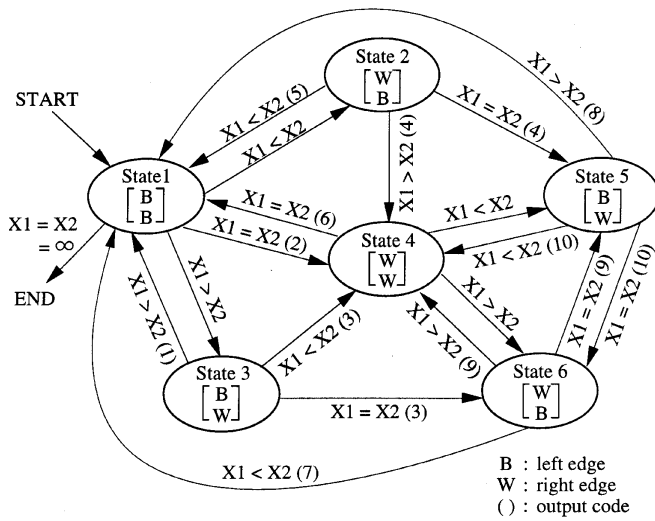 State 2
W
B
X1 < X2 (5)
X1 < X2
X1 > X2 (4)
X1 = X2 (4)
X1 > X2 (8)
START
State1
B
B
X1 = X2
= ∞
END
X1 = X2 (6)
X1 = X2 (2)
State 4
W
W
X1 < X2
X1 < X2 (10)
State 5
B
W
X1 > X2 (1)
X1 > X2
X1 < X2 (3)
X1 > X2
X1 > X2 (9)
X1 = X2 (9)
X1 = X2 (10)
State 3
B
W
X1 = X2 (3)
State 6
W
B
X1 < X2 (7)
B : left edge
W : right edge
( ) : output code